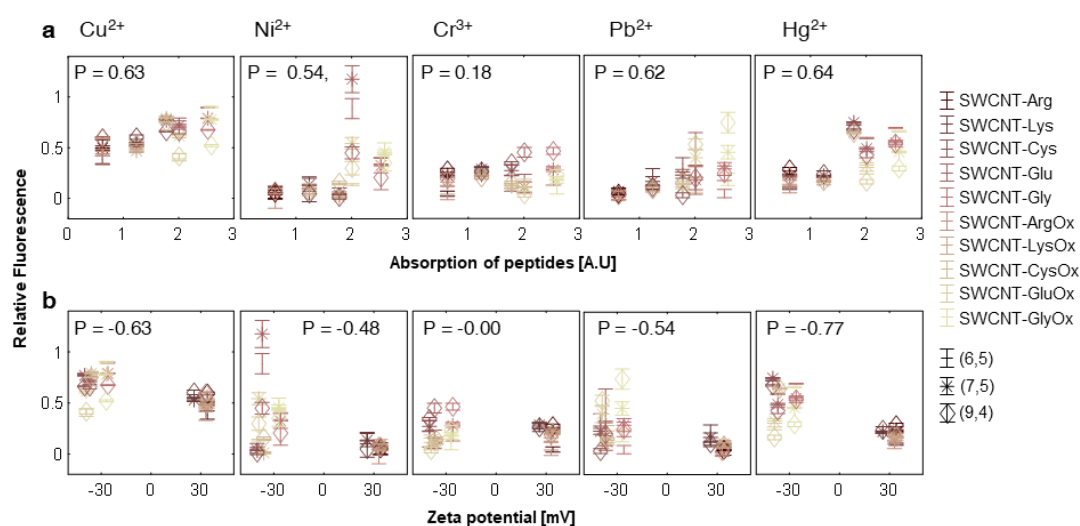 a
Cu2+ Ni2+ Cr3+ Pb2+ Hg2+
P = 0.63 P = 0.54, P = 0.18 P = 0.62 P = 0.64
1
0.5
0
0 1 2 3 1 2 3 1 2 3 1 2 3 1 2 3
Absorption of peptides [A.U]
Relative Fluorescence
b
P = -0.63 P = -0.48 P = -0.00 P = -0.54 P = -0.77
1
0.5
0
-30 0 30 -30 0 30 -30 0 30 -30 0 30 -30 0 30
Zeta potential [mV]
SWCNT-Arg
SWCNT-Lys
SWCNT-Cys
SWCNT-Glu
SWCNT-Gly
SWCNT-ArgOx
SWCNT-LysOx
SWCNT-CysOx
SWCNT-GluOx
SWCNT-GlyOx
(6,5)
(7,5)
(9,4)